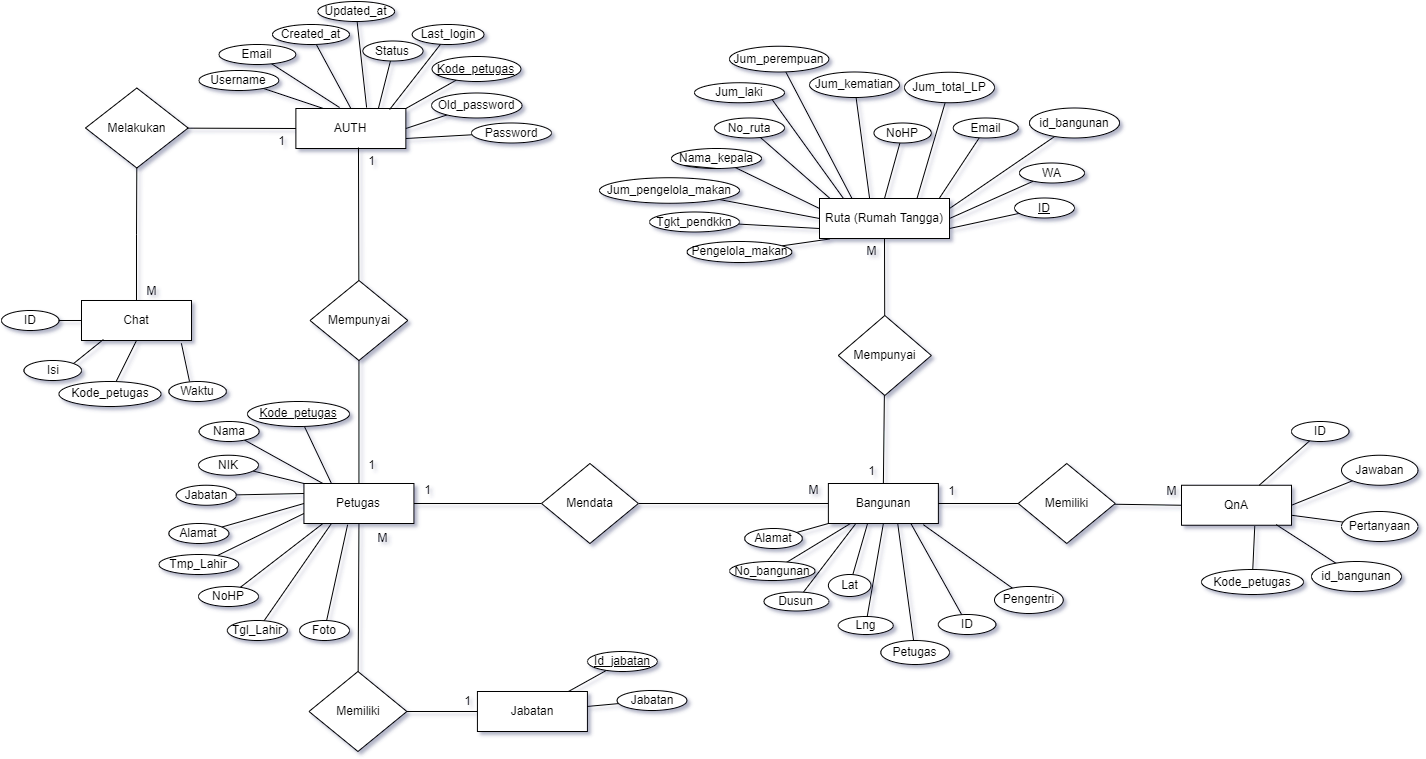 Updated_at
Created_at
Last_login
Email
Status
Username
Kode_petugas
Old_password
Password
Melakukan
AUTH
1
1
M
Chat
ID
Isi
Kode_petugas
Waktu
Mempunyai
Jum_perempuan
Jum_laki
Jum_kematian
Jum_total_LP
No_ruta
NoHP
Email
id_bangunan
Nama_kepala
WA
Jum_pengelola_makan
ID
Tgkt_pendkkn
Ruta (Rumah Tangga)
Pengelola_makan
M
Mempunyai
1
Kode_petugas
Nama
NIK
1
Jabatan
Petugas
1
Mendata
M
Bangunan
1
Memiliki
M
QnA
ID
Jawaban
Pertanyaan
Kode_petugas
id_bangunan
Alamat
M
Tmp_Lahir
NoHP
Tgl_Lahir
Foto
Alamat
No_bangunan
Dusun
Lat
Lng
Petugas
ID
Pengentri
Memiliki
1
Jabatan
Id_jabatan
Jabatan